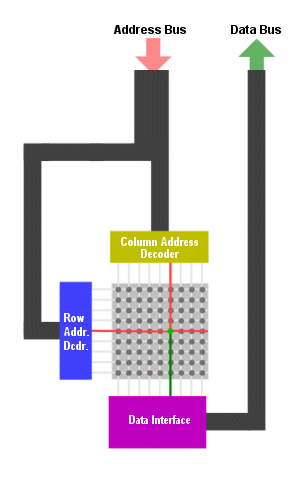 Address Bus
Data Bus
Column Address
Decoder
Row
Addr.
Dcdr.
Data Interface